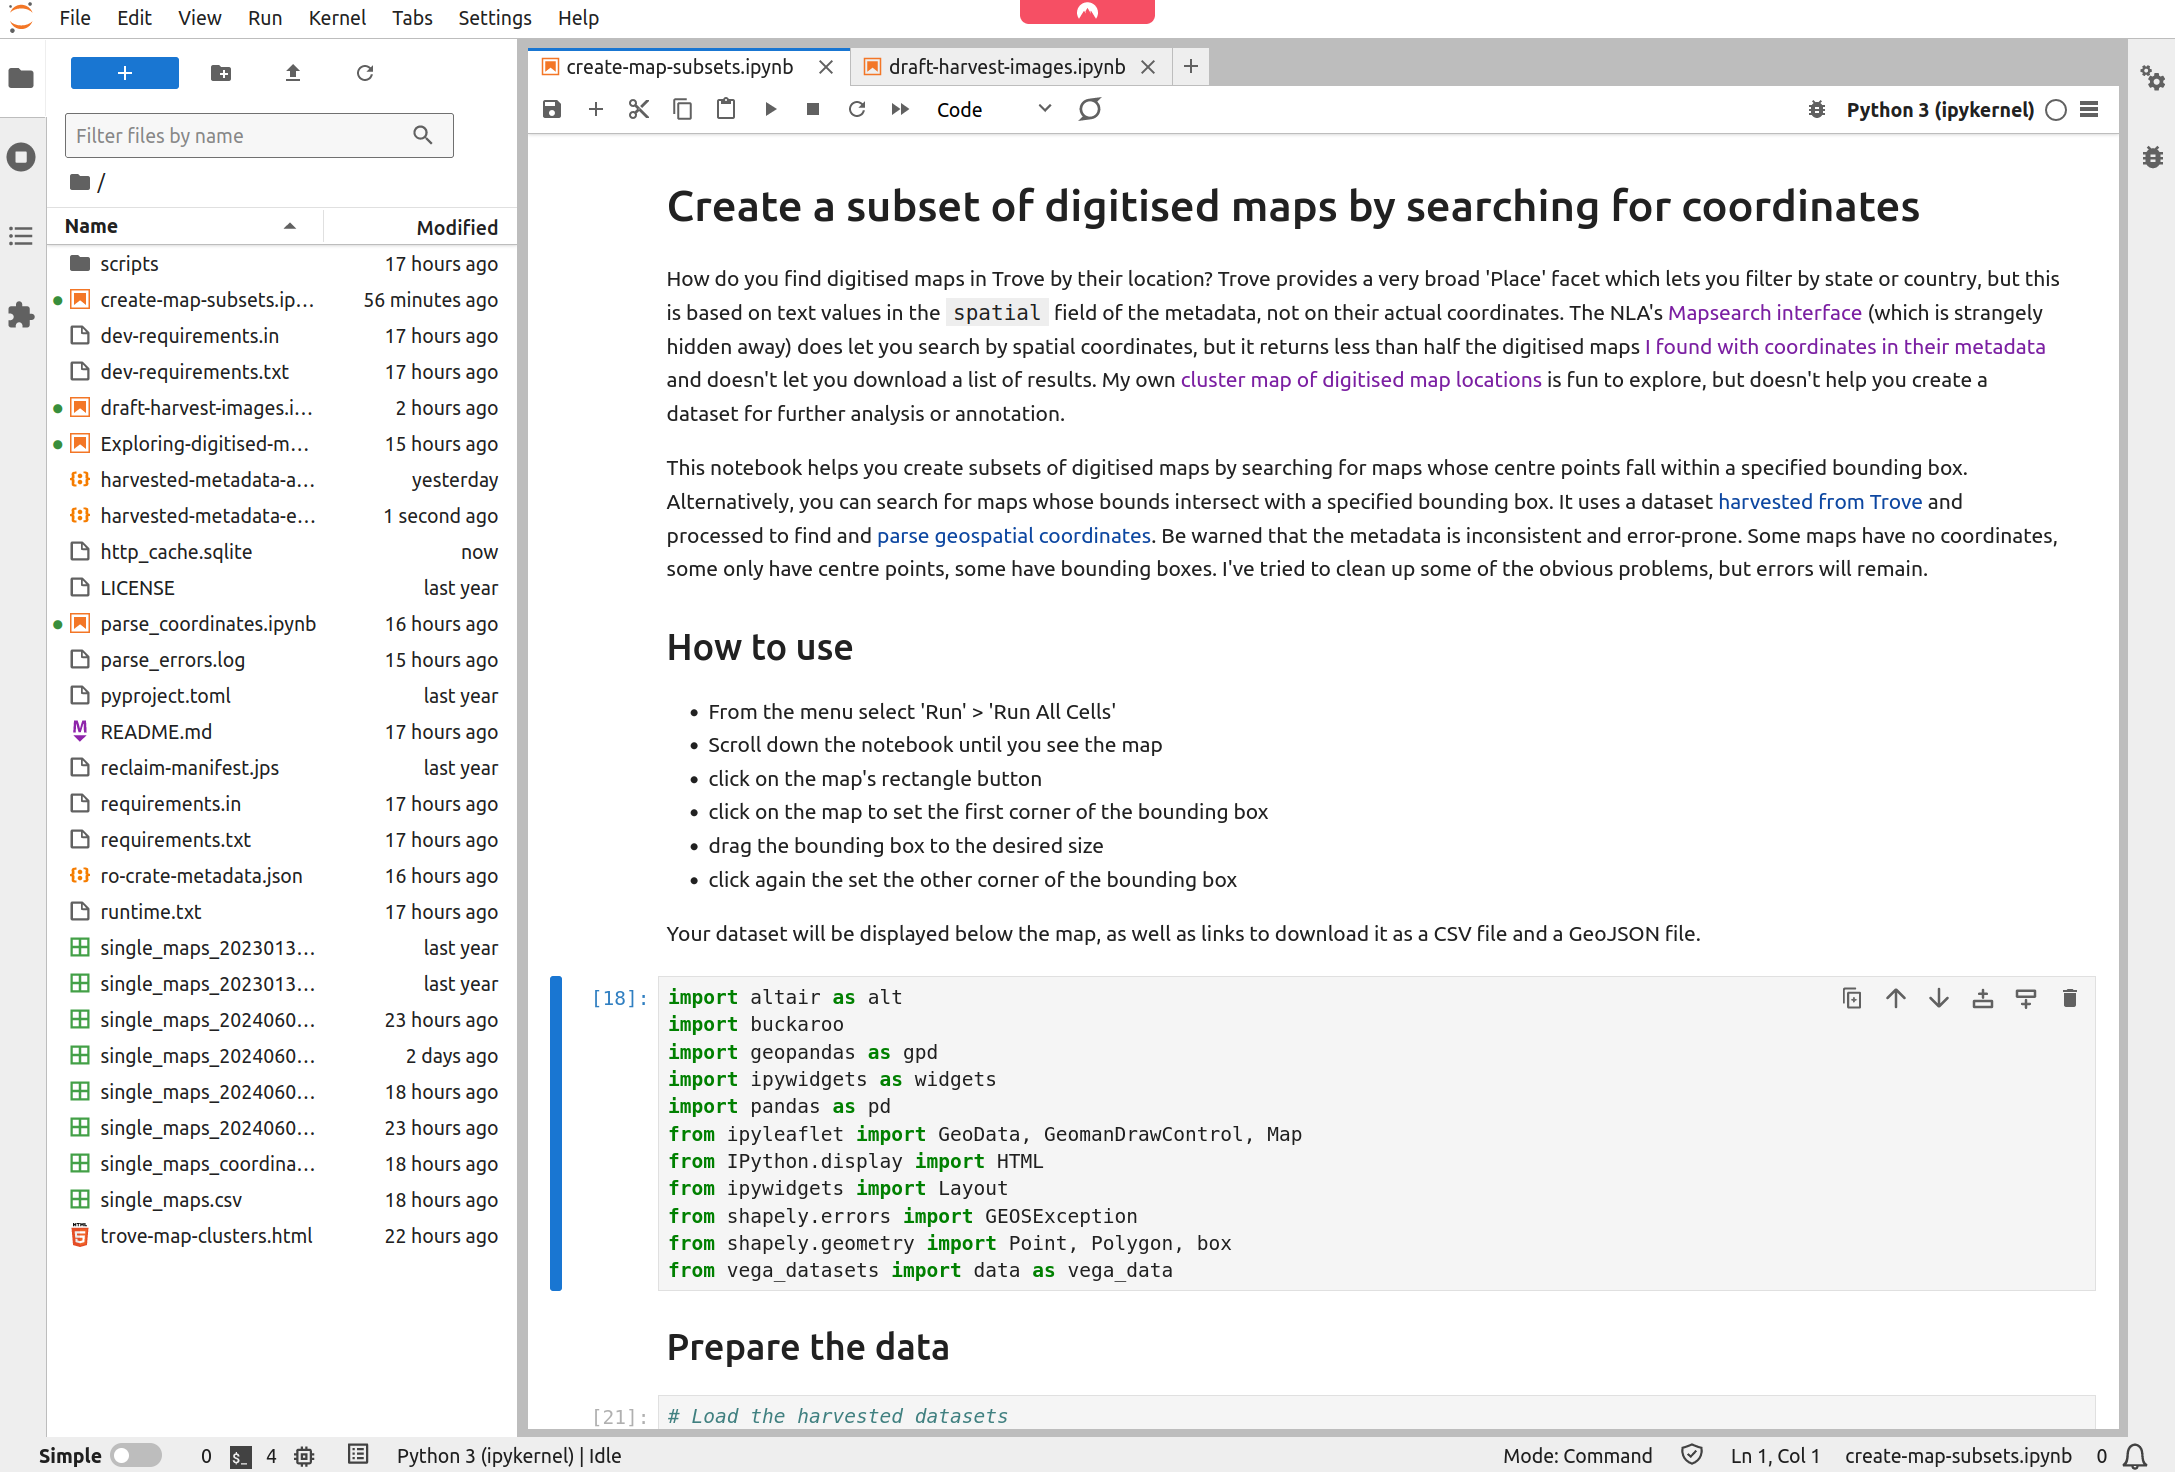 File Edit View Run Kernel Tabs Settings Help
create-map-subsets.ipynb
draft-harvest-images.ipynb
Code
Python 3 (ipykernel)
Filter files by name
/
Name Modified
scripts 17 hours ago
create-map-subsets.ip... 56 minutes ago
dev-requirements.in 17 hours ago
dev-requirements.txt 17 hours ago
draft-harvest-images.i... 2 hours ago
Exploring-digitised-m... 15 hours ago
harvested-metadata-a... yesterday
harvested-metadata-e... 1 second ago
http_cache.sqlite now
LICENSE last year
parse_coordinates.ipynb 16 hours ago
parse_errors.log 15 hours ago
pyproject.toml last year
README.md 17 hours ago
reclaim-manifest.jps last year
requirements.in 17 hours ago
requirements.txt 17 hours ago
ro-crate-metadata.json 16 hours ago
runtime.txt 17 hours ago
single_maps_2023013... last year
single_maps_2023013... last year
single_maps_2024060... 23 hours ago
single_maps_2024060... 2 days ago
single_maps_2024060... 18 hours ago
single_maps_2024060... 23 hours ago
single_maps_coordina... 18 hours ago
single_maps.csv 18 hours ago
trove-map-clusters.html 22 hours ago
Create a subset of digitised maps by searching for coordinates
How do you find digitised maps in Trove by their location? Trove provides a very broad 'Place' facet which lets you filter by state or country, but this
is based on text values in the spatial field of the metadata, not on their actual coordinates. The NLA's Mapsearch interface (which is strangely
hidden away) does let you search by spatial coordinates, but it returns less than half the digitised maps I found with coordinates in their metadata
and doesn't let you download a list of results. My own cluster map of digitised map locations is fun to explore, but doesn't help you create a
dataset for further analysis or annotation.
This notebook helps you create subsets of digitised maps by searching for maps whose centre points fall within a specified bounding box.
Alternatively, you can search for maps whose bounds intersect with a specified bounding box. It uses a dataset harvested from Trove and
processed to find and parse geospatial coordinates. Be warned that the metadata is inconsistent and error-prone. Some maps have no coordinates,
some only have centre points, some have bounding boxes. I've tried to clean up some of the obvious problems, but errors will remain.
How to use
• From the menu select 'Run' > 'Run All Cells'
• Scroll down the notebook until you see the map
• click on the map's rectangle button
• click on the map to set the first corner of the bounding box
• drag the bounding box to the desired size
• click again the set the other corner of the bounding box
Your dataset will be displayed below the map, as well as links to download it as a CSV file and a GeoJSON file.
[18]: import altair as alt
import buckaroo
import geopandas as gpd
import ipywidgets as widgets
import pandas as pd
from ipyleaflet import GeoData, GeomanDrawControl, Map
from IPython.display import HTML
from ipywidgets import Layout
from shapely.errors import GEOSException
from shapely.geometry import Point, Polygon, box
from vega_datasets import data as vega_data
Prepare the data
[21]: # Load the harvested datasets
Simple 0 $_ 4 Python 3 (ipykernel) | Idle Mode: Command Ln 1, Col 1 create-map-subsets.ipynb 0